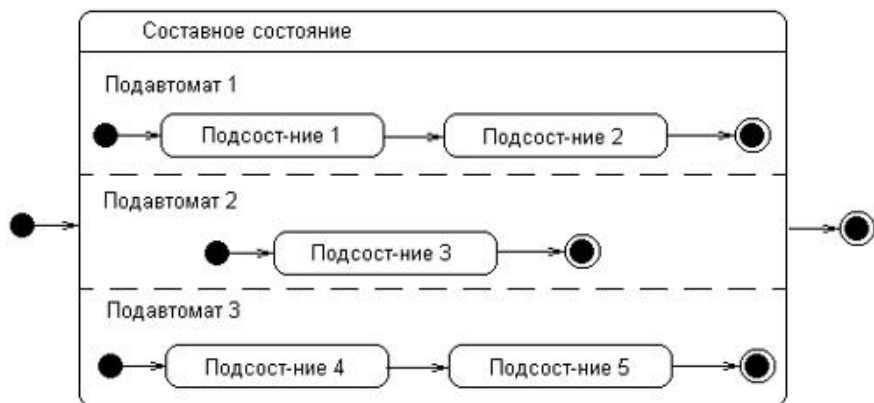 Составное состояние
Подавтомат 1
Подсост-ние 1
Подсост-ние 2
Подавтомат 2
Подсост-ние 3
Подавтомат 3
Подсост-ние 4
Подсост-ние 5